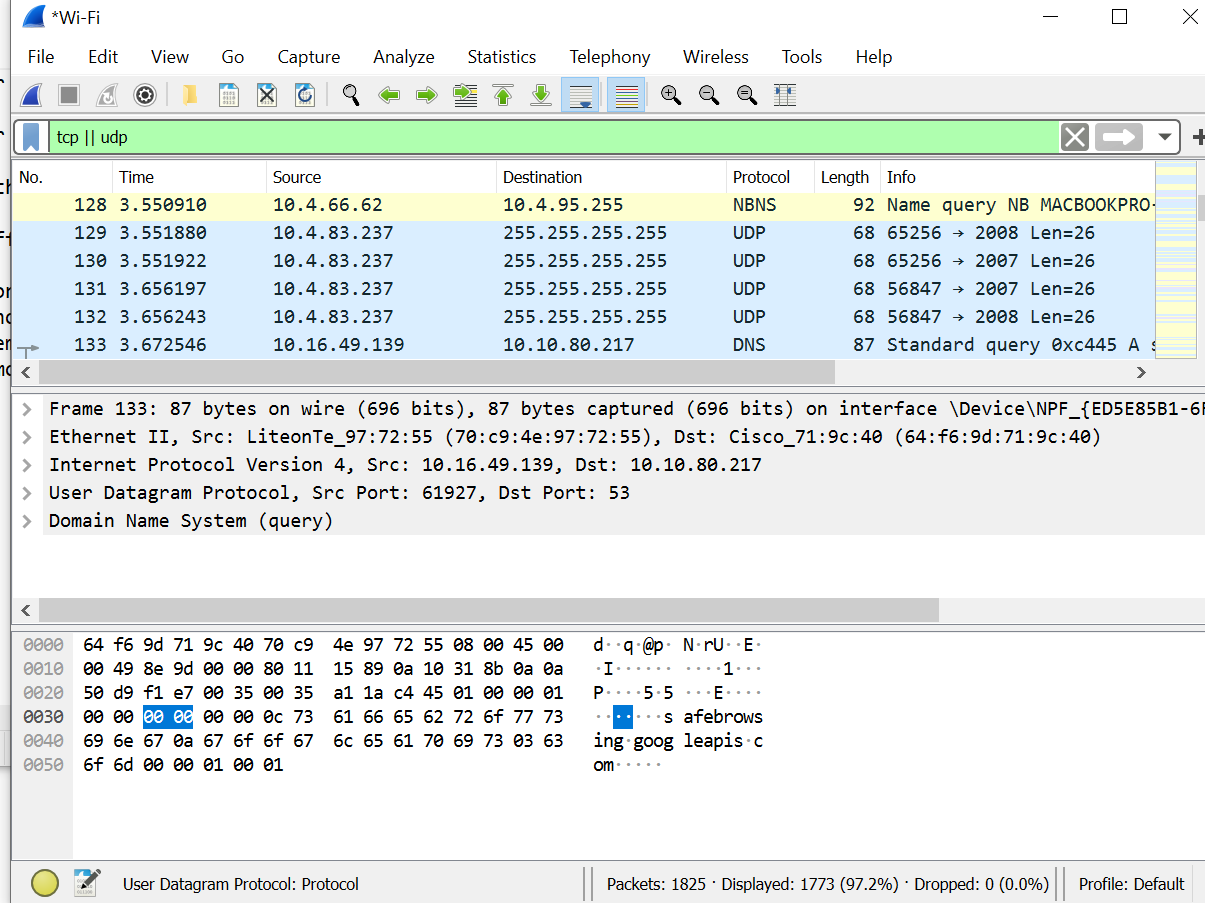 *Wi-Fi
File Edit View Go Capture Analyze Statistics Telephony Wireless Tools Help
tcp || udp
No. Time Source Destination Protocol Length Info
128 3.550910 10.4.66.62 10.4.95.255 NBNS 92 Name query NB MACBOOKPRO-
129 3.551880 10.4.83.237 255.255.255.255 UDP 68 65256 → 2008 Len=26
130 3.551922 10.4.83.237 255.255.255.255 UDP 68 65256 → 2007 Len=26
131 3.656197 10.4.83.237 255.255.255.255 UDP 68 56847 → 2007 Len=26
132 3.656243 10.4.83.237 255.255.255.255 UDP 68 56847 → 2008 Len=26
133 3.672546 10.16.49.139 10.10.80.217 DNS 87 Standard query 0xc445 A s
Frame 133: 87 bytes on wire (696 bits), 87 bytes captured (696 bits) on interface \Device\NPF_{ED5E85B1-6F
Ethernet II, Src: LiteonTe_97:72:55 (70:c9:4e:97:72:55), Dst: Cisco_71:9c:40 (64:f6:9d:71:9c:40)
Internet Protocol Version 4, Src: 10.16.49.139, Dst: 10.10.80.217
User Datagram Protocol, Src Port: 61927, Dst Port: 53
Domain Name System (query)
0000 64 f6 9d 71 9c 40 70 c9 4e 97 72 55 08 00 45 00 d··q·@p· N·rU··E·
0010 00 49 8e 9d 00 00 80 11 15 89 0a 10 31 8b 0a 0a ·I······ ····1···
0020 50 d9 f1 e7 00 35 00 35 a1 1a c4 45 01 00 00 01 P····5·5 ···E····
0030 00 00 00 00 00 00 0c 73 61 66 65 62 72 6f 77 73 ·······s afebrows
0040 69 6e 67 0a 67 6f 6f 67 6c 65 61 70 69 73 03 63 ing·goog leapis·c
0050 6f 6d 00 00 01 00 01 om·····
User Datagram Protocol: Protocol
Packets: 1825 · Displayed: 1773 (97.2%) · Dropped: 0 (0.0%)
Profile: Default